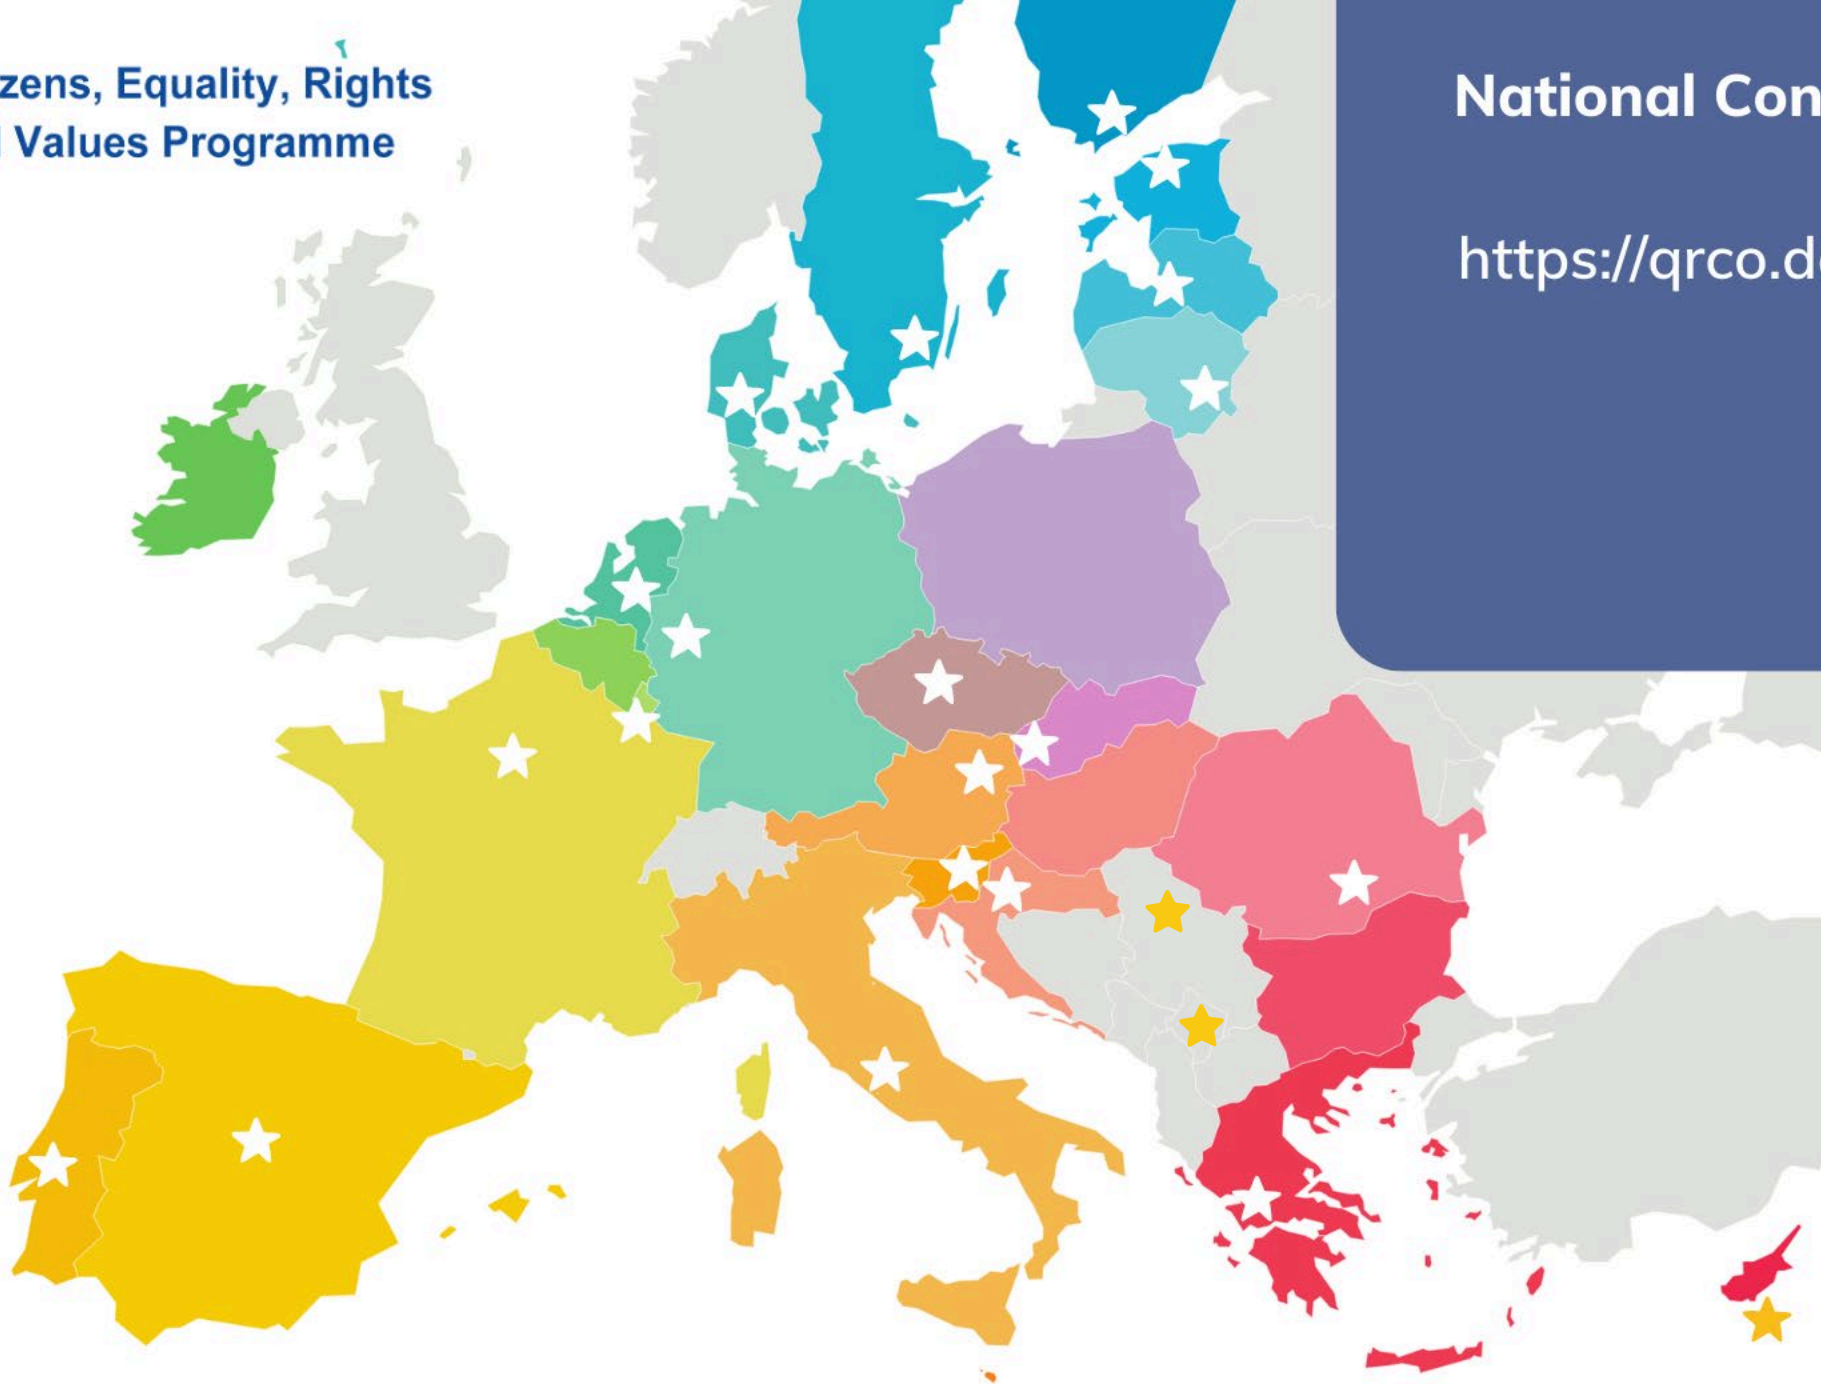 zens, Equality, Rights
Values Programme
National Con
https://qrco.d